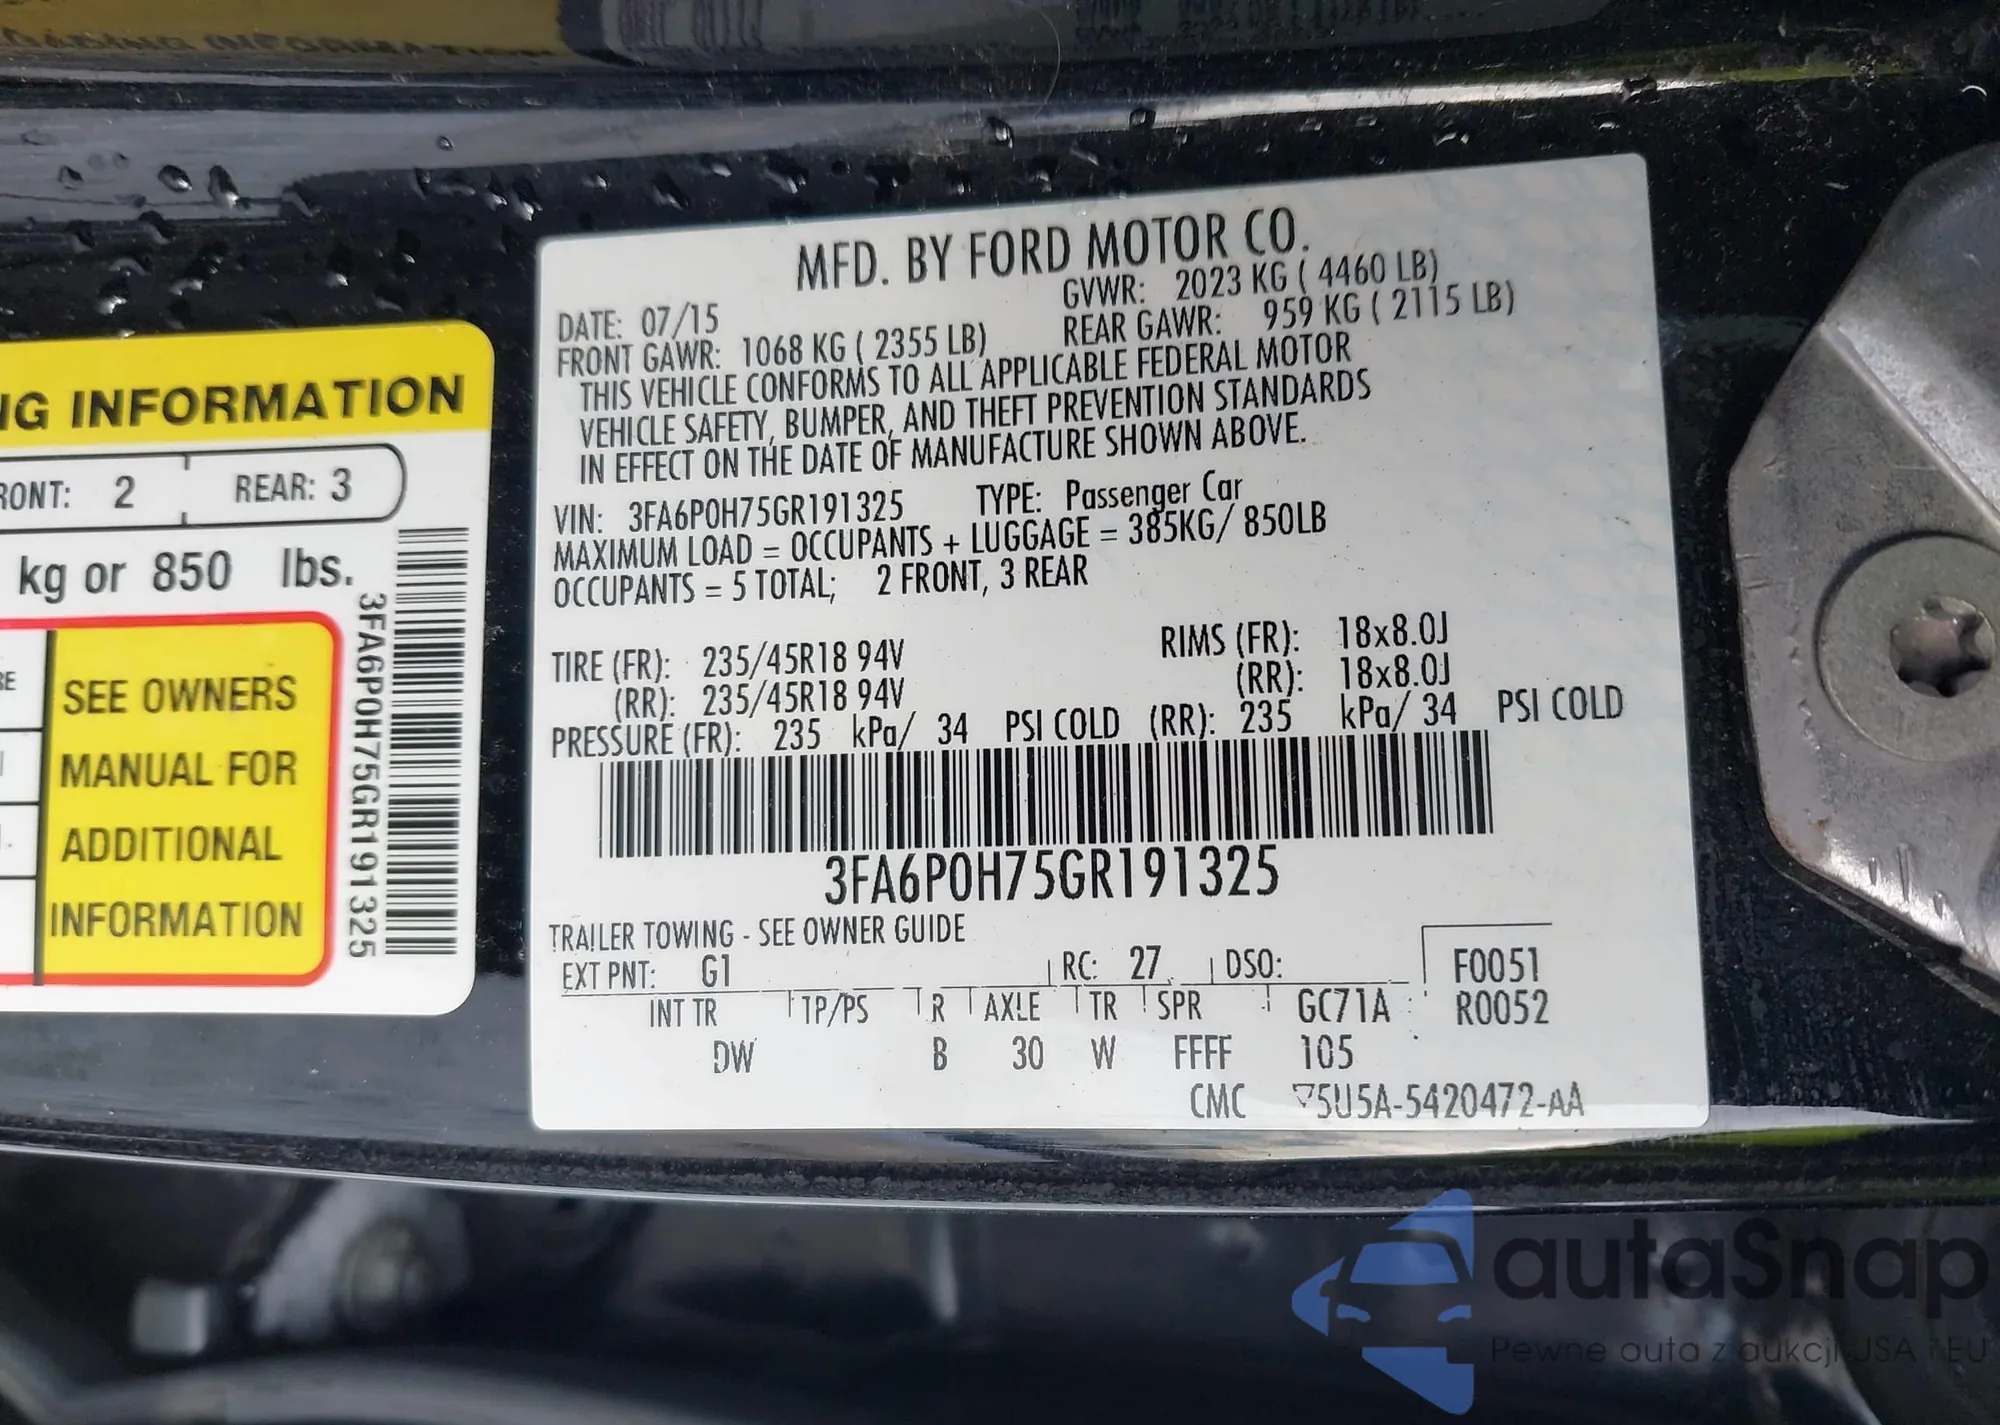 NG INFORMATION
RONT: 2 REAR: 3
kg or 850 lbs.
SEE OWNERS
MANUAL FOR
ADDITIONAL
INFORMATION
3FA6P0H75GR191325
MFD. BY FORD MOTOR CO.
DATE: 07/15 GVWR: 2023 KG ( 4460 LB)
FRONT GAWR: 1068 KG ( 2355 LB) REAR GAWR: 959 KG ( 2115 LB)
THIS VEHICLE CONFORMS TO ALL APPLICABLE FEDERAL MOTOR
VEHICLE SAFETY, BUMPER, AND THEFT PREVENTION STANDARDS
IN EFFECT ON THE DATE OF MANUFACTURE SHOWN ABOVE.
VIN: 3FA6P0H75GR191325 TYPE: Passenger Car
MAXIMUM LOAD = OCCUPANTS + LUGGAGE = 385KG/ 850LB
OCCUPANTS = 5 TOTAL; 2 FRONT, 3 REAR
TIRE (FR): 235/45R18 94V RIMS (FR): 18x8.0J
(RR): 235/45R18 94V (RR): 18x8.0J
PRESSURE (FR): 235 kPa/ 34 PSI COLD (RR): 235 kPa/ 34 PSI COLD
3FA6P0H75GR191325
TRAILER TOWING - SEE OWNER GUIDE
EXT PNT: G1 RC: 27 DSO: F0051
INT TR TP/PS R AXLE TR SPR GC71A R0052
DW B 30 W FFFF 105
CMC 5U5A-5420472-AA
autaSnap
Pewne auta z aukcji USA i EU